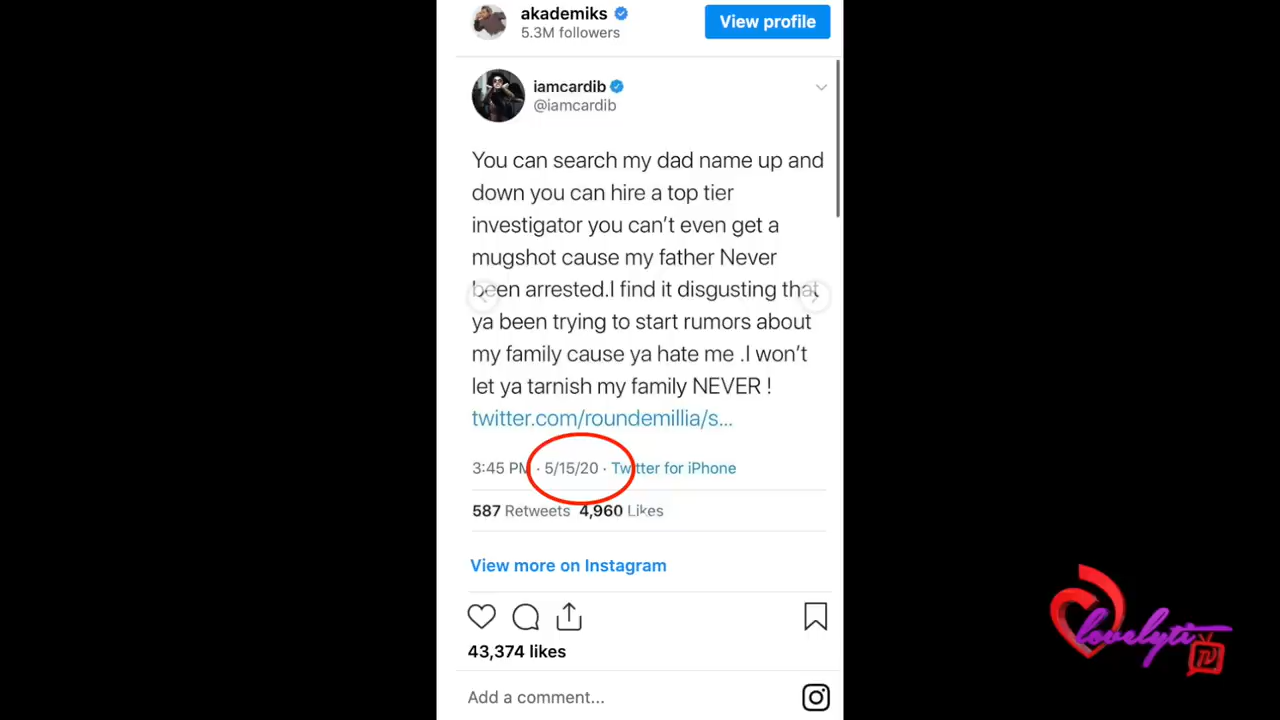 akademiks
5.3M followers
View profile
iamcardib
@iamcardib
You can search my dad name up and
down you can hire a top tier
investigator you can't even get a
mugshot cause my father Never
been arrested.I find it disgusting that
ya been trying to start rumors about
my family cause ya hate me .I won't
let ya tarnish my family NEVER !
twitter.com/roundemillia/s...
3:45 PM · 5/15/20 · Twitter for iPhone
587 Retweets 4,960 Likes
View more on Instagram
43,374 likes
Add a comment...
lovelyti
TV